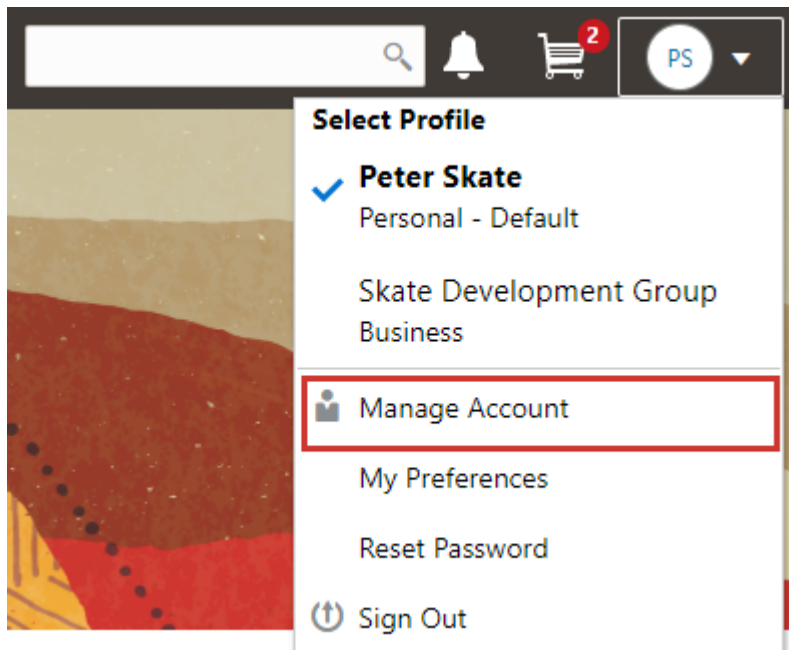 2
PS
Select Profile
Peter Skate
Personal - Default
Skate Development Group
Business
Manage Account
My Preferences
Reset Password
Sign Out